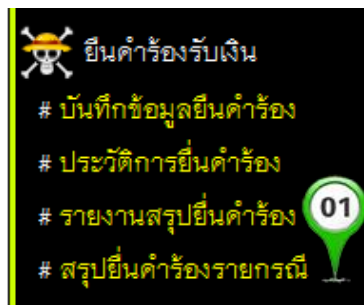 ยืนคำร้องรับเงิน
# บันทึกข้อมูลยืนคำร้อง
# ประวัติการยื่นคำร้อง
# รายงานสรุปยื่นคำร้อง 01
# สรุปยื่นคำร้องรายกรณี